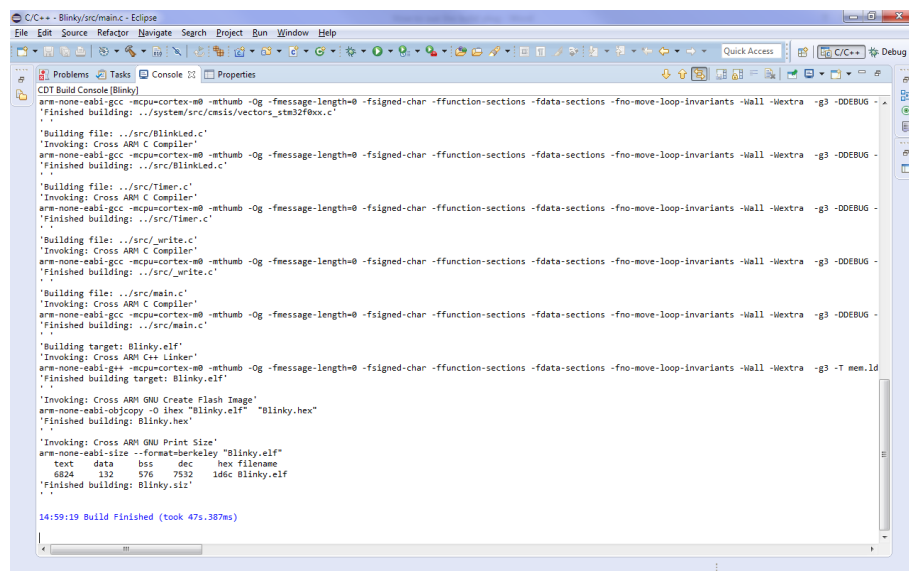 C/C++ - Blinky/src/main.c - Eclipse
File Edit Source Refactor Navigate Search Project Run Window Help
Quick Access
C/C++
Debug
Problems Tasks Console Properties
CDT Build Console [Blinky]
arm-none-eabi-gcc -mcpu=cortex-m0 -mthumb -Og -fmessage-length=0 -fsigned-char -ffunction-sections -fdata-sections -fno-move-loop-invariants -Wall -Wextra -g3 -DDEBUG -
'Finished building: ../system/src/cmsis/vectors_stm32f0xx.c'
' '
'Building file: ../src/BlinkLed.c'
'Invoking: Cross ARM C Compiler'
arm-none-eabi-gcc -mcpu=cortex-m0 -mthumb -Og -fmessage-length=0 -fsigned-char -ffunction-sections -fdata-sections -fno-move-loop-invariants -Wall -Wextra -g3 -DDEBUG -
'Finished building: ../src/BlinkLed.c'
' '
'Building file: ../src/Timer.c'
'Invoking: Cross ARM C Compiler'
arm-none-eabi-gcc -mcpu=cortex-m0 -mthumb -Og -fmessage-length=0 -fsigned-char -ffunction-sections -fdata-sections -fno-move-loop-invariants -Wall -Wextra -g3 -DDEBUG -
'Finished building: ../src/Timer.c'
' '
'Building file: ../src/_write.c'
'Invoking: Cross ARM C Compiler'
arm-none-eabi-gcc -mcpu=cortex-m0 -mthumb -Og -fmessage-length=0 -fsigned-char -ffunction-sections -fdata-sections -fno-move-loop-invariants -Wall -Wextra -g3 -DDEBUG -
'Finished building: ../src/_write.c'
' '
'Building file: ../src/main.c'
'Invoking: Cross ARM C Compiler'
arm-none-eabi-gcc -mcpu=cortex-m0 -mthumb -Og -fmessage-length=0 -fsigned-char -ffunction-sections -fdata-sections -fno-move-loop-invariants -Wall -Wextra -g3 -DDEBUG -
'Finished building: ../src/main.c'
' '
'Building target: Blinky.elf'
'Invoking: Cross ARM C++ Linker'
arm-none-eabi-g++ -mcpu=cortex-m0 -mthumb -Og -fmessage-length=0 -fsigned-char -ffunction-sections -fdata-sections -fno-move-loop-invariants -Wall -Wextra -g3 -T mem.ld
'Finished building target: Blinky.elf'
' '
'Invoking: Cross ARM GNU Create Flash Image'
arm-none-eabi-objcopy -O ihex "Blinky.elf" "Blinky.hex"
'Finished building: Blinky.hex'
' '
'Invoking: Cross ARM GNU Print Size'
arm-none-eabi-size --format=berkeley "Blinky.elf"
text data bss dec hex filename
6824 132 576 7532 1d6c Blinky.elf
'Finished building: Blinky.siz'
' '
14:59:19 Build Finished (took 47s.387ms)